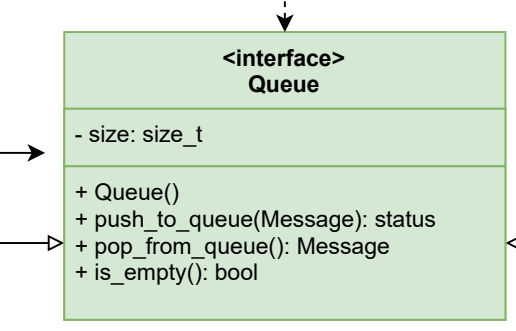 <interface>
Queue
- size: size_t
+ Queue()
+ push_to_queue(Message): status
+ pop_from_queue(): Message
+ is_empty(): bool